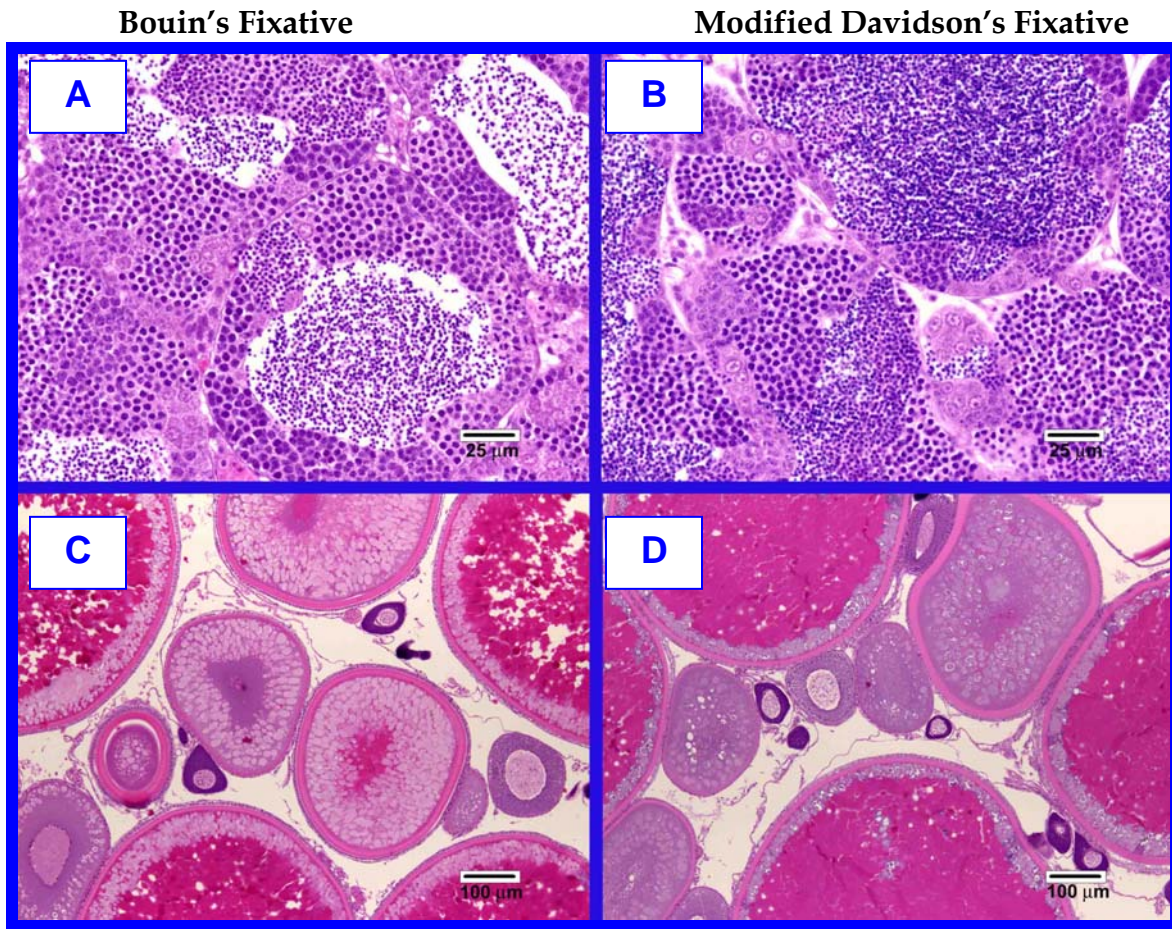 Bouin’s Fixative
Modified Davidson’s Fixative
A
B
25 µm
25 µm
C
D
100 µm
100 µm